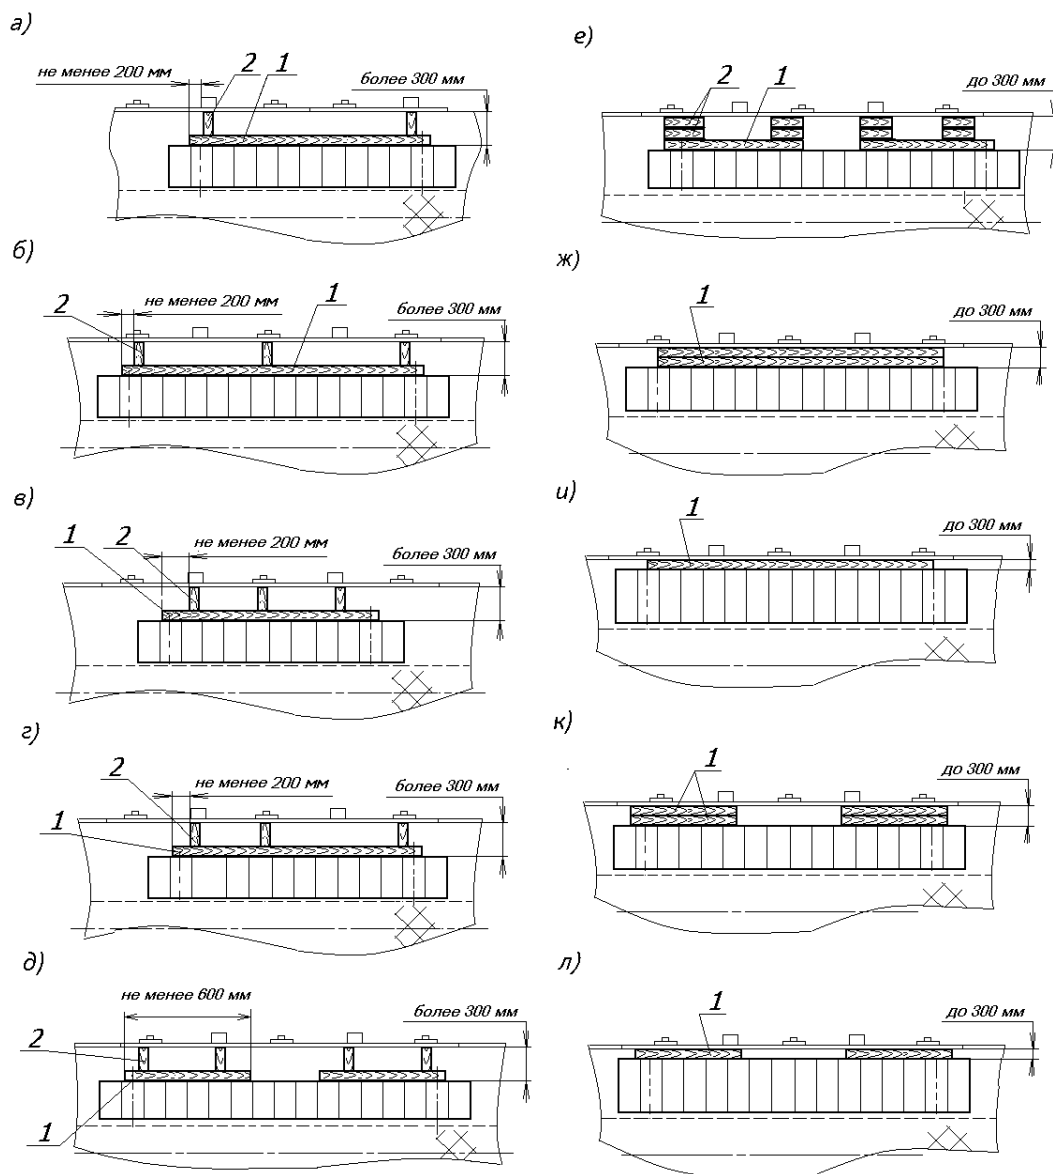 а)
не менее 200 мм
2
1
более 300 мм
б)
2
не менее 200 мм
1
более 300 мм
в)
1
2
не менее 200 мм
более 300 мм
г)
2
не менее 200 мм
более 300 мм
1
д)
не менее 600 мм
более 300 мм
2
1
е)
2
1
до 300 мм
ж)
1
до 300 мм
и)
1
до 300 мм
к)
1
до 300 мм
л)
1
до 300 мм